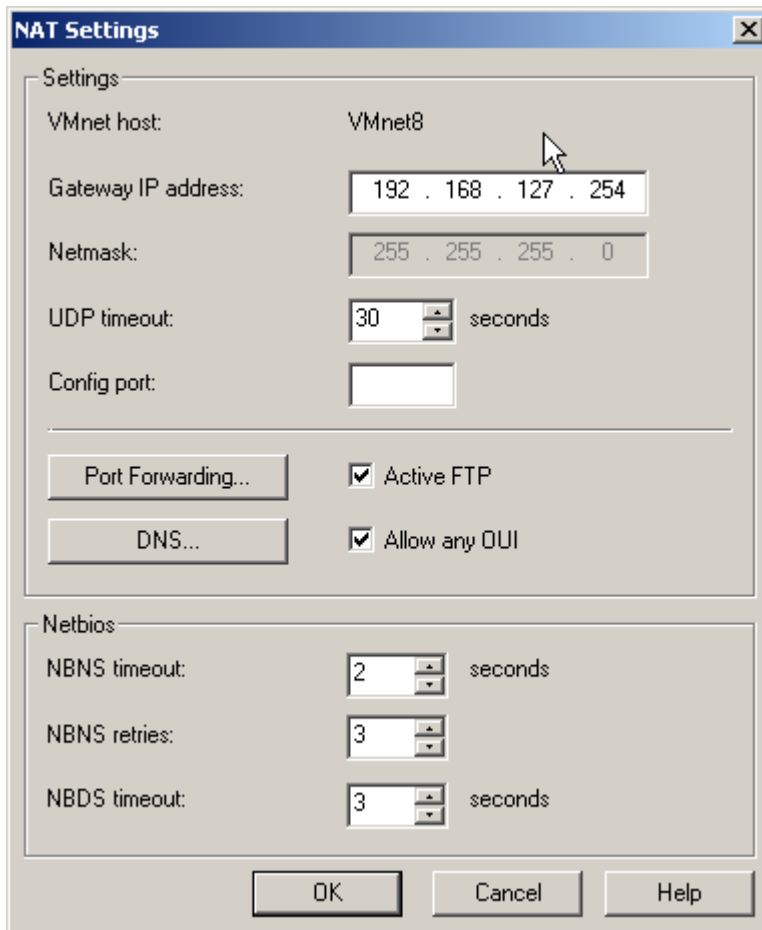 NAT Settings
Settings
VMnet host: VMnet8
Gateway IP address: 192 . 168 . 127 . 254
Netmask: 255 . 255 . 255 . 0
UDP timeout: 30 seconds
Config port:
Port Forwarding... Active FTP
DNS... Allow any OUI
Netbios
NBNS timeout: 2 seconds
NBNS retries: 3
NBDS timeout: 3 seconds
OK Cancel Help